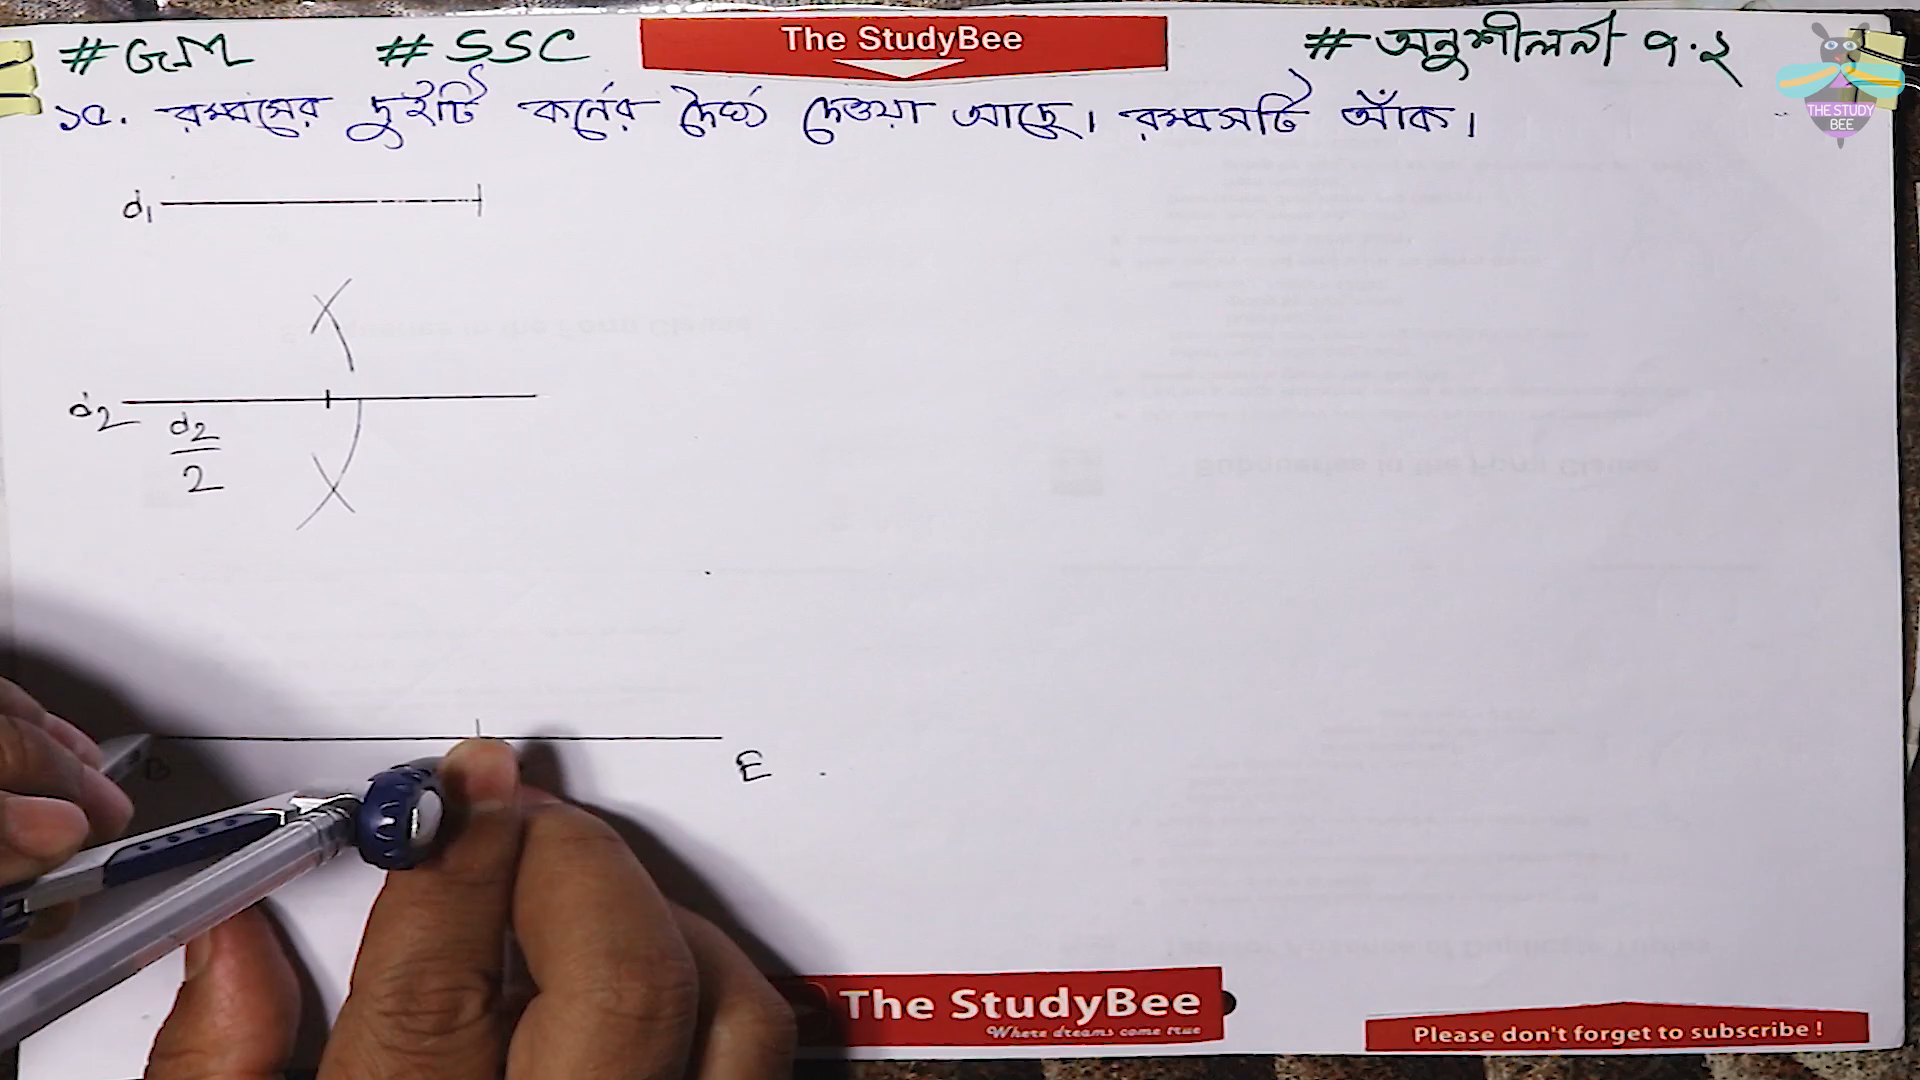 #GM #SSC The StudyBee #অনুশীলনী ৭.২
THE STUDY
BEE
১৫. রম্বসের দুইটি কর্নের দৈর্ঘ্য দেওয়া আছে। রম্বসটি আঁক।
d1
d2
d2
2
B
E
The StudyBee
Where dreams come true
Please don't forget to subscribe !